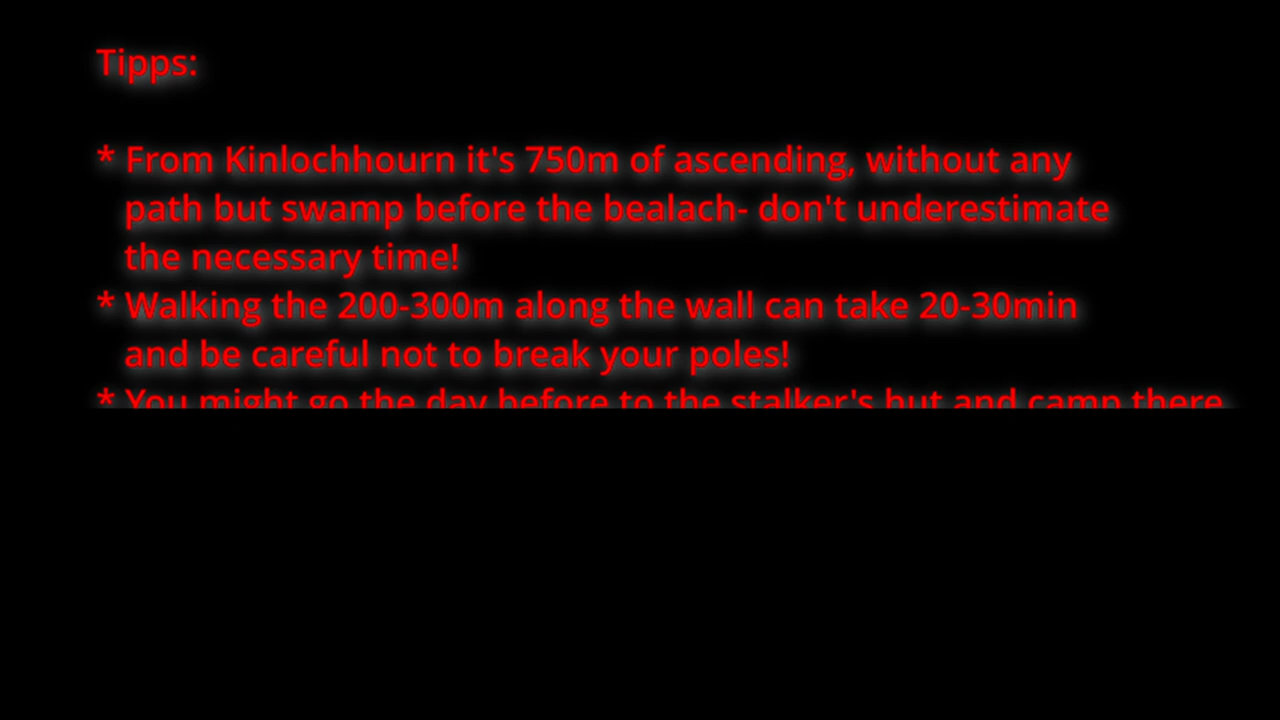 Tipps:
* From Kinlochhourn it's 750m of ascending, without any
path but swamp before the bealach- don't underestimate
the necessary time!
* Walking the 200-300m along the wall can take 20-30min
and be careful not to break your poles!
* You might go the day before to the stalker's hut and camp there